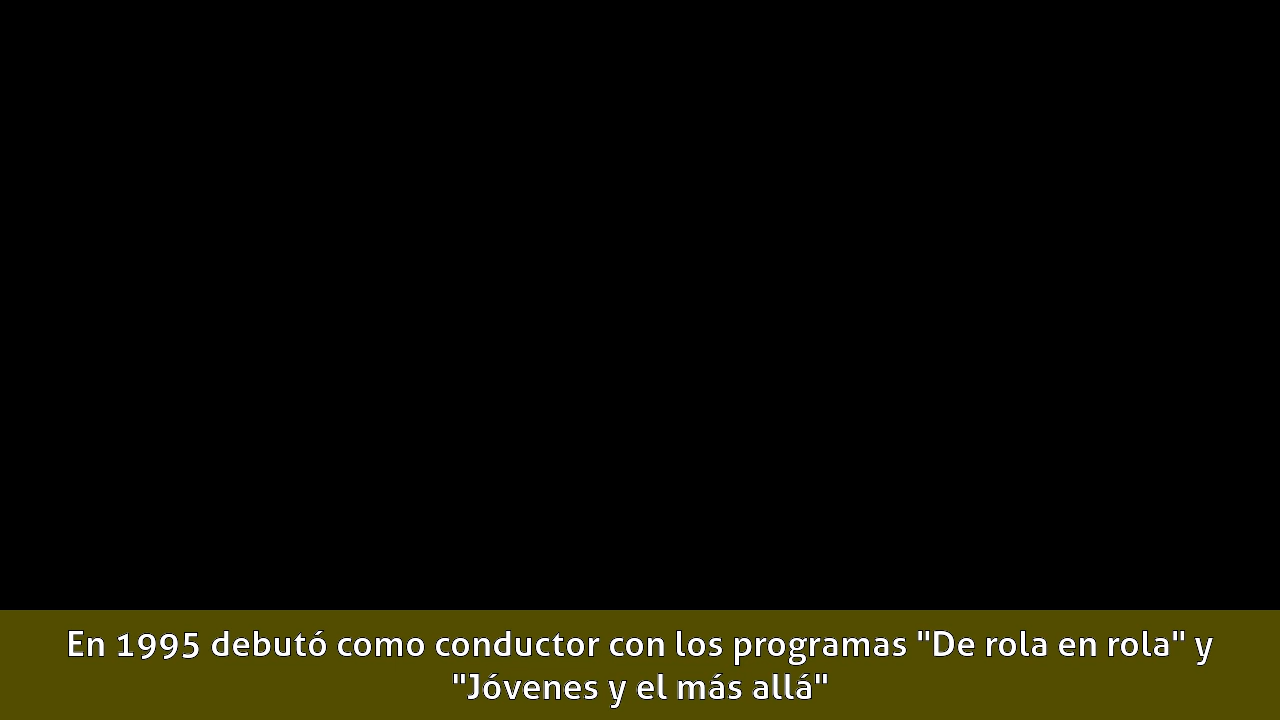 En 1995 debutó como conductor con los programas "De rola en rola" y
"Jóvenes y el más allá"